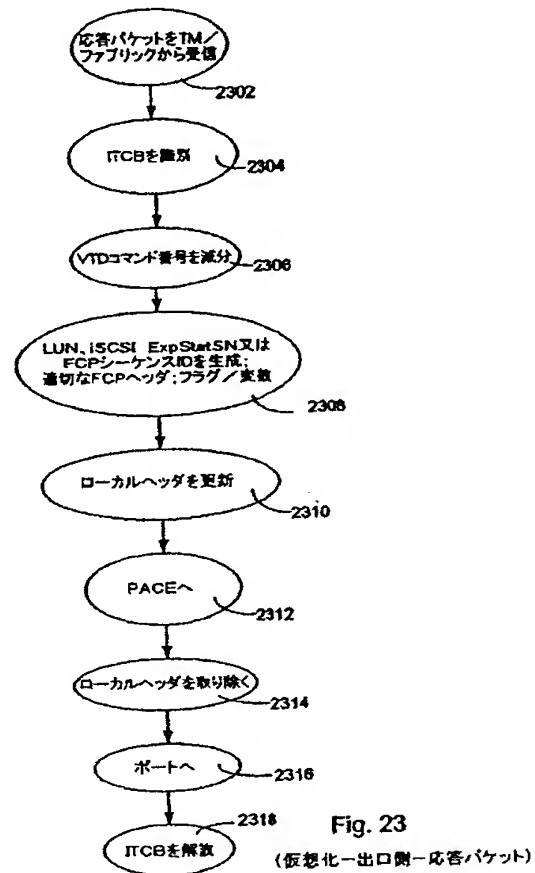 応答パケットをTM/
ファブリックから受信
2302
ITCBを識別
2304
VTDコマンド番号を減分
2306
LUN、iSCSI ExpStatSN又は
FCPシーケンスIDを生成;
適切なFCPヘッダ;フラグ/変数
2308
ローカルヘッダを更新
2310
PACEへ
2312
ローカルヘッダを取り除く
2314
ポートへ
2316
2318
ITCBを解放
Fig. 23
(仮想化-出口側-応答パケット)